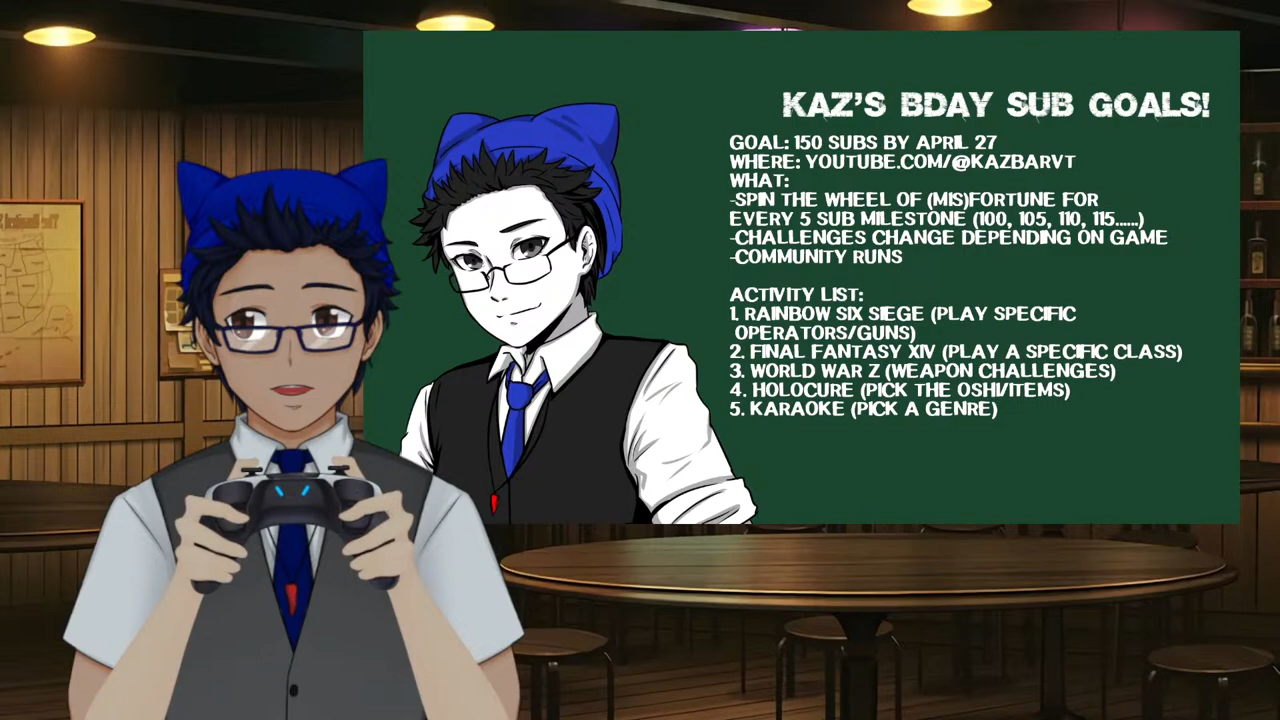 KAZ'S BDAY SUB GOALS!
GOAL: 150 SUBS BY APRIL 27
WHERE: YOUTUBE.COM/@KAZBARVT
WHAT:
-SPIN THE WHEEL OF (MIS)FORTUNE FOR
EVERY 5 SUB MILESTONE (100, 105, 110, 115......)
-CHALLENGES CHANGE DEPENDING ON GAME
-COMMUNITY RUNS
ACTIVITY LIST:
1. RAINBOW SIX SIEGE (PLAY SPECIFIC
OPERATORS/GUNS)
2. FINAL FANTASY XIV (PLAY A SPECIFIC CLASS)
3. WORLD WAR Z (WEAPON CHALLENGES)
4. HOLOCURE (PICK THE OSHI/ITEMS)
5. KARAOKE (PICK A GENRE)